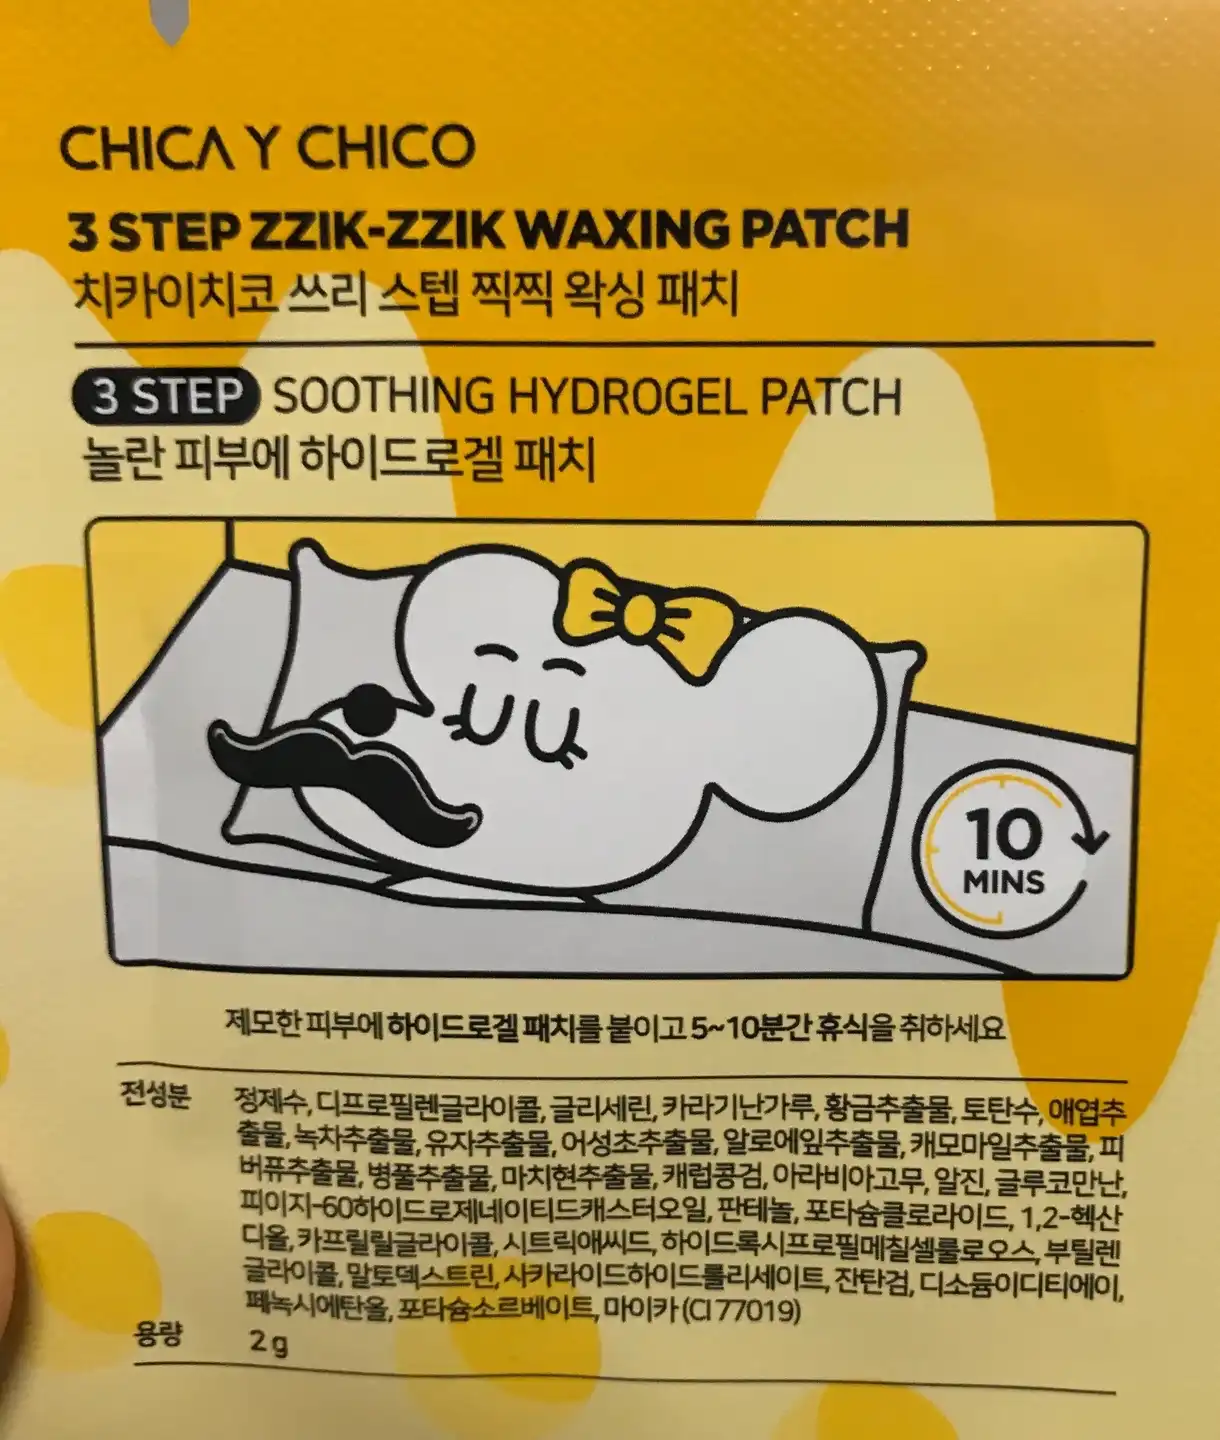 CHICA Y CHICO
3 STEP ZZIK-ZZIK WAXING PATCH
치카이치코 쓰리 스텝 찍찍 왁싱 패치
3 STEP SOOTHING HYDROGEL PATCH
놀란 피부에 하이드로겔 패치
10
MINS
제모한 피부에 하이드로겔 패치를 붙이고 5~10분간 휴식을 취하세요
전성분 정제수, 디프로필렌글라이콜, 글리세린, 카라기난가루, 황금추출물, 토탄수, 애엽추
출물, 녹차추출물, 유자추출물, 어성초추출물, 알로에잎추출물, 캐모마일추출물, 피
버퓨추출물, 병풀추출물, 마치현추출물, 캐럽콩검, 아라비아고무, 알진, 글루코만난,
피이지-60하이드로제네이티드캐스터오일, 판테놀, 포타슘클로라이드, 1,2-헥산
디올, 카프릴릴글라이콜, 시트릭애씨드, 하이드록시프로필메칠셀룰로오스, 부틸렌
글라이콜, 말토덱스트린, 사카라이드하이드롤리세이트, 잔탄검, 디소듐이디티에이,
페녹시에탄올, 포타슘소르베이트, 마이카 (CI 77019)
용량 2 g